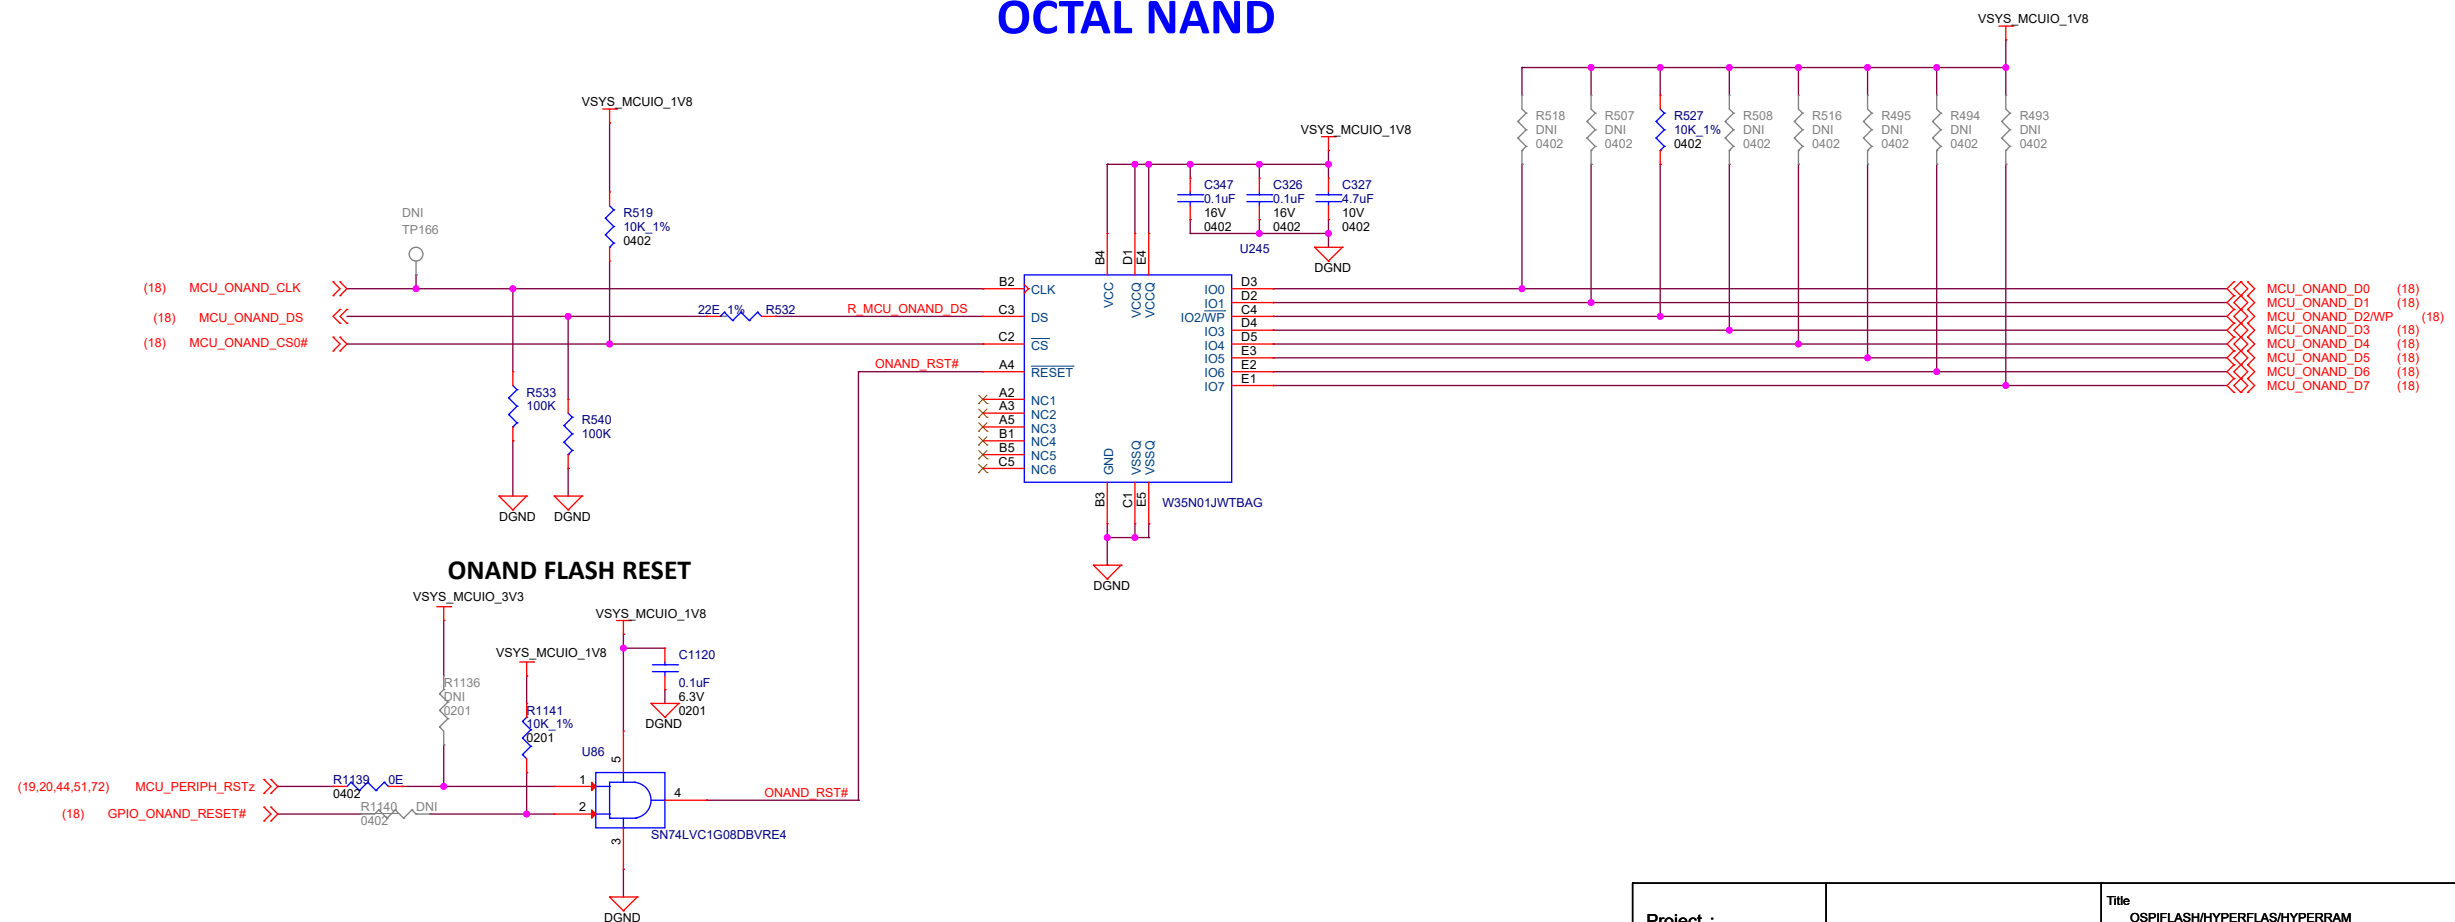 OCTAL NAND
VSYS_MCUIO_1V8
VSYS_MCUIO_1V8
VSYS_MCUIO_1V8
R518
DNI
0402
R507
DNI
0402
R527
10K_1%
0402
R508
DNI
0402
R516
DNI
0402
R495
DNI
0402
R494
DNI
0402
R493
DNI
0402
C347
0.1uF
16V
0402
C326
0.1uF
16V
0402
C327
4.7uF
10V
0402
U245
DGND
DNI
TP166
R519
10K_1%
0402
(18) MCU_ONAND_CLK
(18) MCU_ONAND_DS
(18) MCU_ONAND_CS0#
22E_1% R532
R_MCU_ONAND_DS
ONAND_RST#
R533
100K
R540
100K
DGND
DGND
B4
D1
E4
VCC
VCCQ
VCCQ
B2 CLK
C3 DS
C2 CS
A4 RESET
A2 NC1
A3 NC2
A5 NC3
B1 NC4
B5 NC5
C5 NC6
IO0 D3
IO1 D2
IO2/WP C4
IO3 D4
IO4 D5
IO5 E3
IO6 E2
IO7 E1
GND
VSSQ
VSSQ
B3
C1
E5
W35N01JWTBAG
DGND
MCU_ONAND_D0 (18)
MCU_ONAND_D1 (18)
MCU_ONAND_D2/WP (18)
MCU_ONAND_D3 (18)
MCU_ONAND_D4 (18)
MCU_ONAND_D5 (18)
MCU_ONAND_D6 (18)
MCU_ONAND_D7 (18)
ONAND FLASH RESET
VSYS_MCUIO_3V3
VSYS_MCUIO_1V8
VSYS_MCUIO_1V8
C1120
0.1uF
6.3V
0201
DGND
R1136
DNI
0201
R1141
10K_1%
0201
U86
5
(19,20,44,51,72) MCU_PERIPH_RSTz
R1139 0E
0402
1
(18) GPIO_ONAND_RESET#
R1140 DNI
0402
2
4
ONAND_RST#
3
SN74LVC1G08DBVRE4
DGND
Project :
Title
OSPIFLASH/HYPERFLAS/HYPERRAM